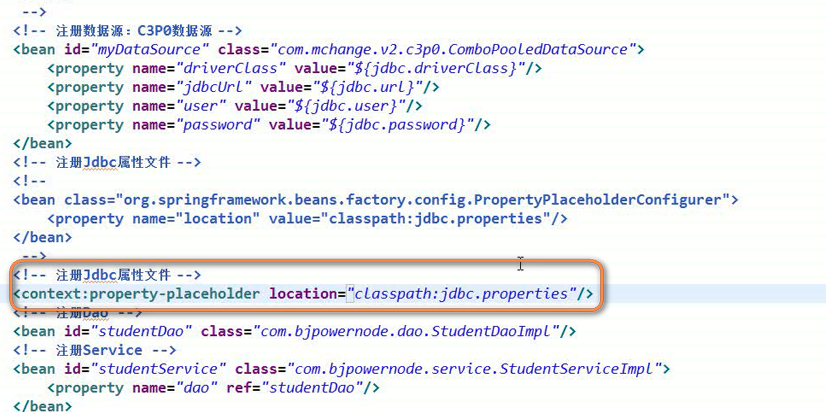 -->
<!-- 注册数据源：C3P0数据源 -->
<bean id="myDataSource" class="com.mchange.v2.c3p0.ComboPooledDataSource">
<property name="driverClass" value="${jdbc.driverClass}"/>
<property name="jdbcUrl" value="${jdbc.url}"/>
<property name="user" value="${jdbc.user}"/>
<property name="password" value="${jdbc.password}"/>
</bean>
<!-- 注册Jdbc属性文件 -->
<!--
<bean class="org.springframework.beans.factory.config.PropertyPlaceholderConfigurer">
<property name="location" value="classpath:jdbc.properties"/>
</bean>
-->
<!-- 注册Jdbc属性文件 -->
<context:property-placeholder location="classpath:jdbc.properties"/>
<!-- 注册Dao -->
<bean id="studentDao" class="com.bjpowernode.dao.StudentDaoImpl"/>
<!-- 注册Service -->
<bean id="studentService" class="com.bjpowernode.service.StudentServiceImpl">
<property name="dao" ref="studentDao"/>
</bean>